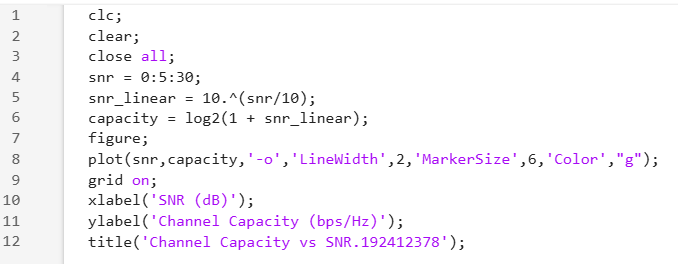 1 clc;
2 clear;
3 close all;
4 snr = 0:5:30;
5 snr_linear = 10.^(snr/10);
6 capacity = log2(1 + snr_linear);
7 figure;
8 plot(snr,capacity,'-o','LineWidth',2,'MarkerSize',6,'Color',"g");
9 grid on;
10 xlabel('SNR (dB)');
11 ylabel('Channel Capacity (bps/Hz)');
12 title('Channel Capacity vs SNR.192412378');